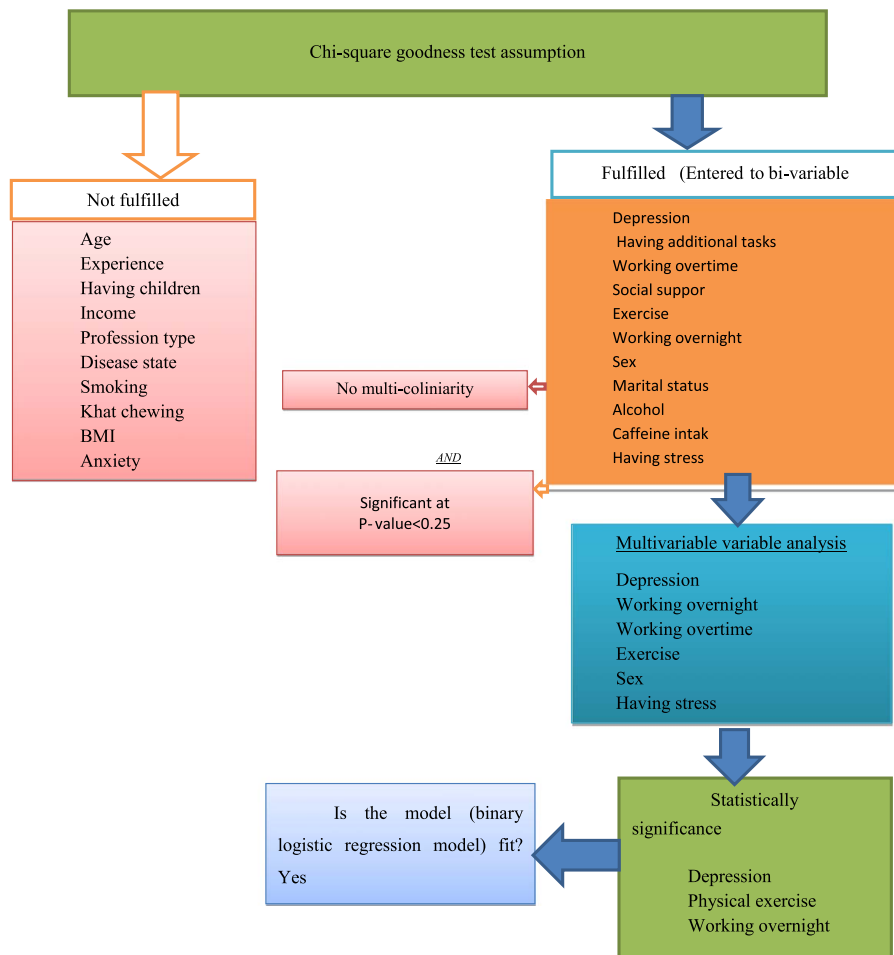 Chi-square goodness test assumption
Not fulfilled
Age
Experience
Having children
Income
Profession type
Disease state
Smoking
Khat chewing
BMI
Anxiety
Fulfilled (Entered to bi-variable
Depression
Having additional tasks
Working overtime
Social suppor
Exercise
Working overnight
Sex
Marital status
Alcohol
Caffeine intak
Having stress
No multi-coliniarity
AND
Significant at
P-value<0.25
Multivariable variable analysis
Depression
Working overnight
Working overtime
Exercise
Sex
Having stress
Statistically
significance
Depression
Physical exercise
Working overnight
Is the model (binary
logistic regression model) fit?
Yes